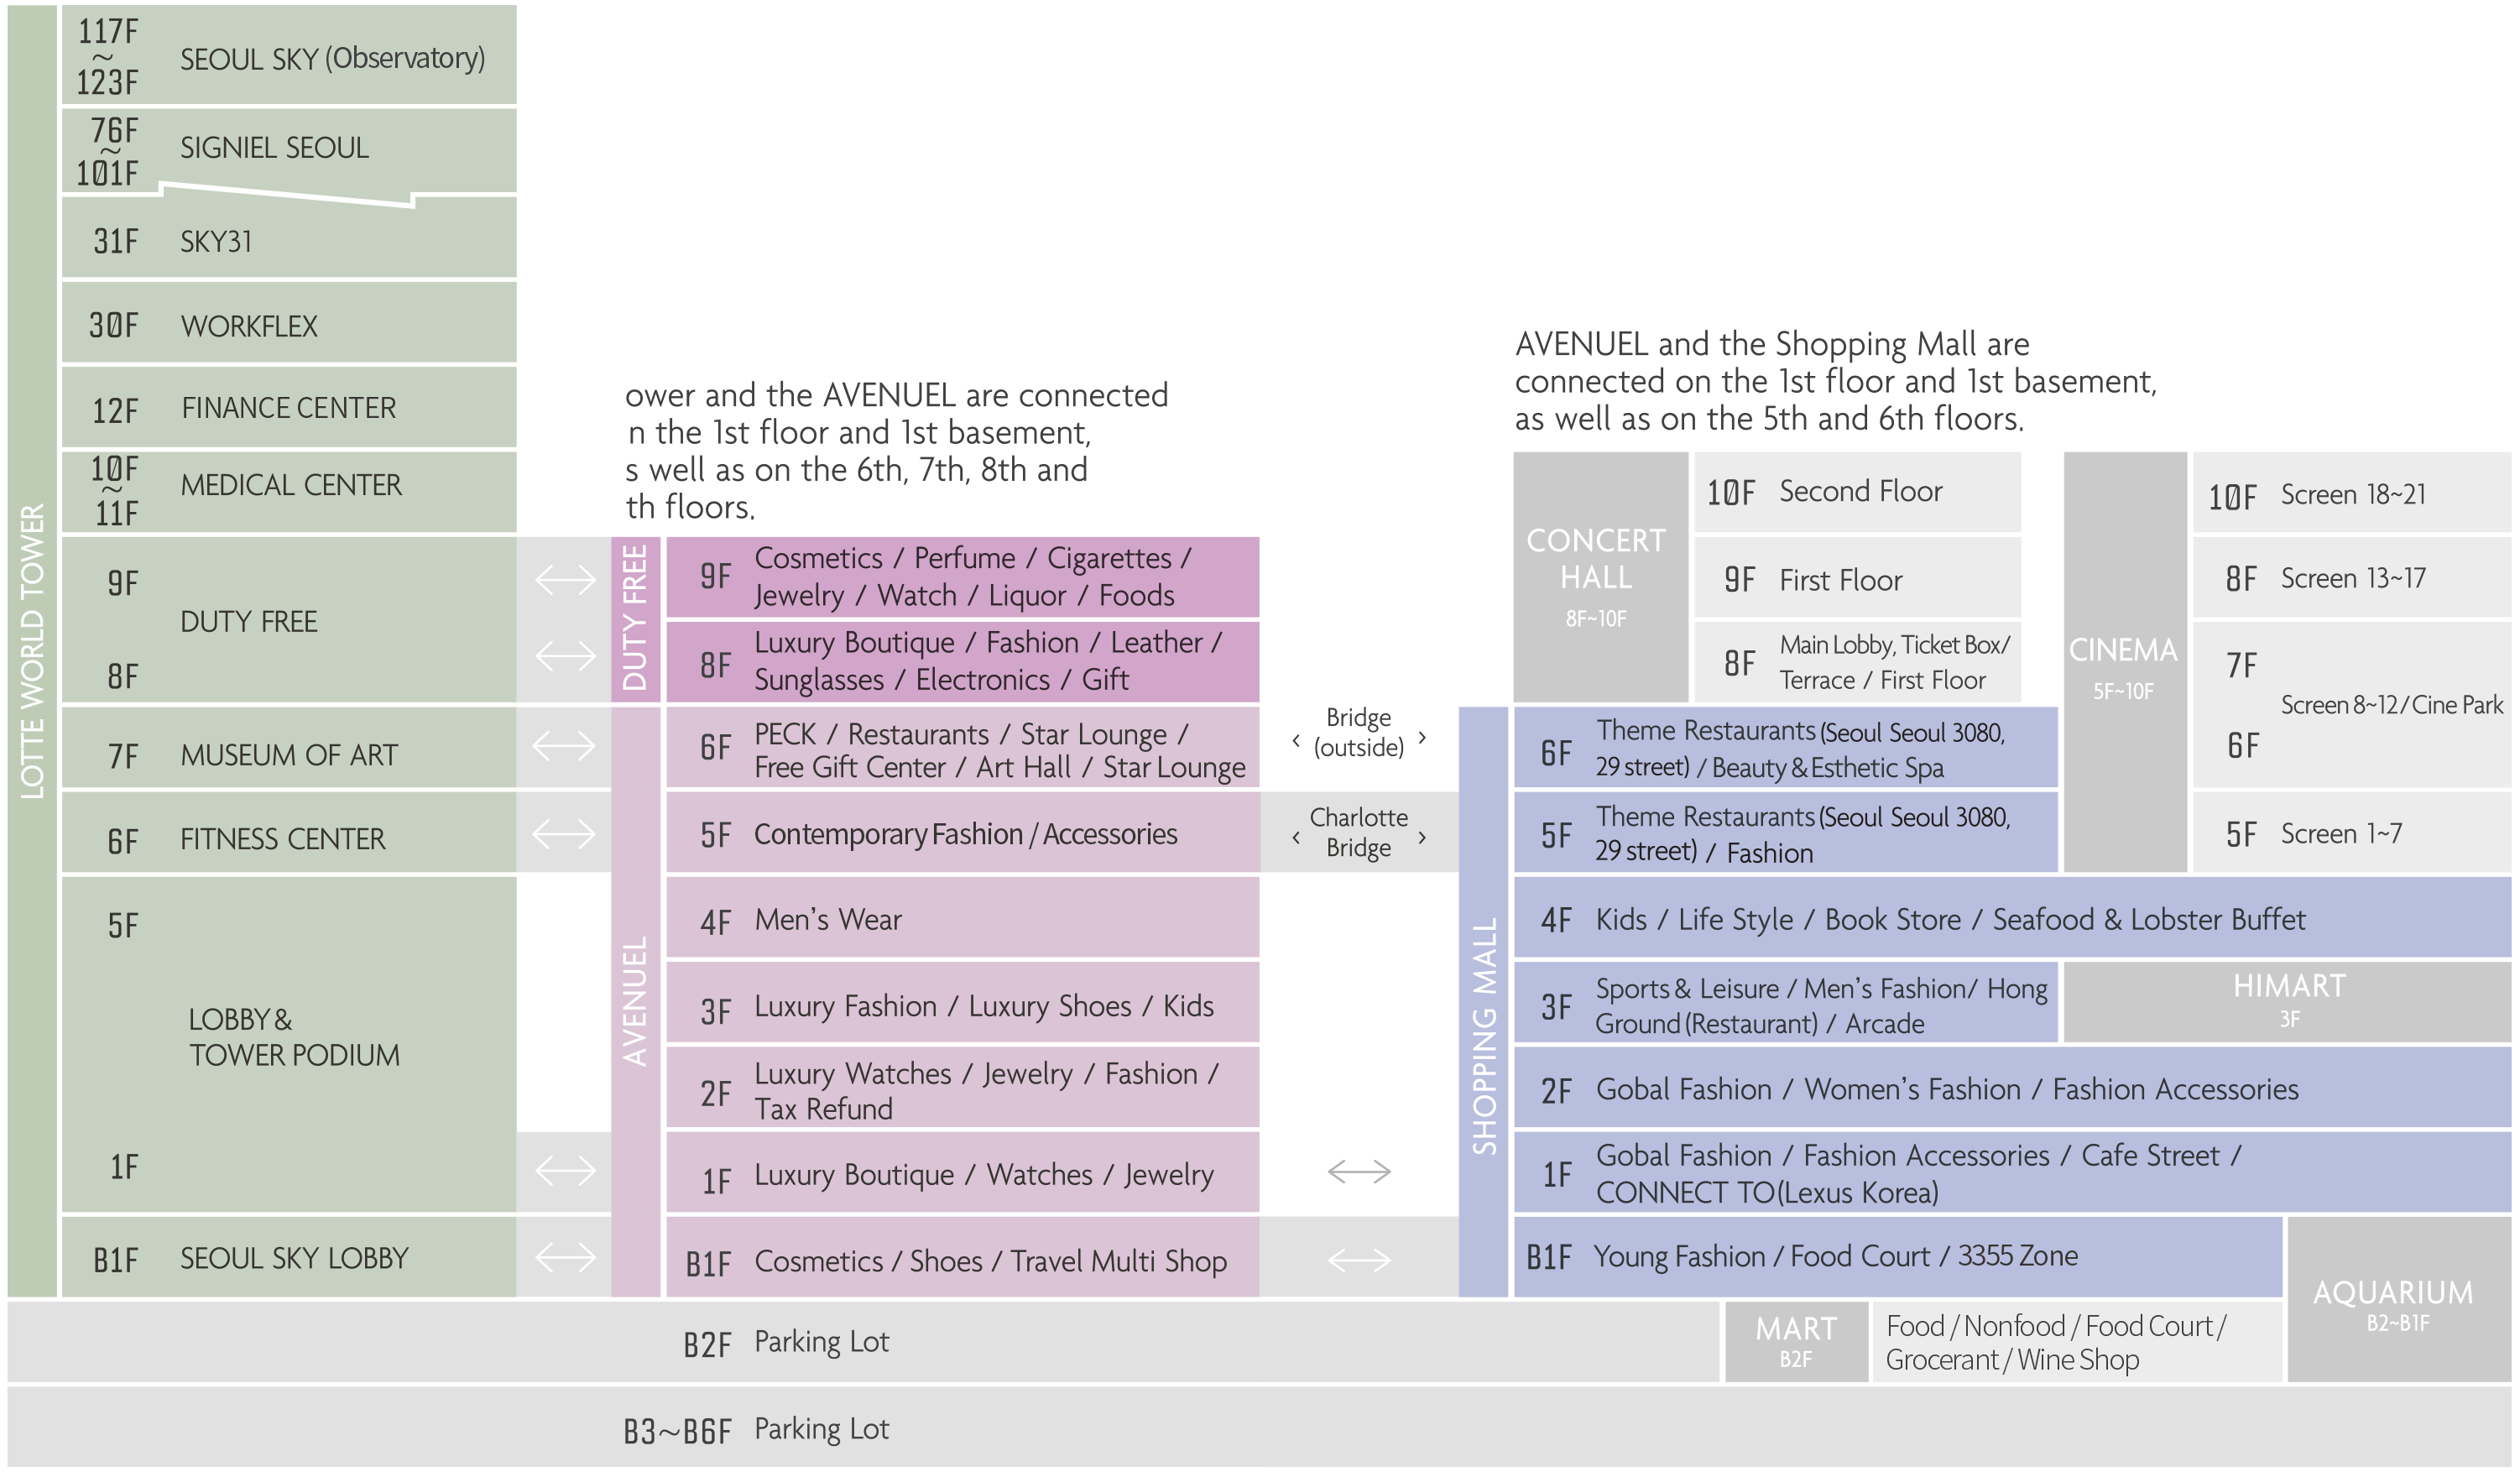 LOTTE WORLD TOWER
117F
~
123F
SEOUL SKY (Observatory)
76F
~
101F
SIGNIEL SEOUL
31F SKY31
30F WORKFLEX
12F FINANCE CENTER
10F
~
11F
MEDICAL CENTER
9F
DUTY FREE
8F
7F MUSEUM OF ART
6F FITNESS CENTER
5F
LOBBY &
TOWER PODIUM
1F
B1F SEOUL SKY LOBBY
ower and the AVENUEL are connected
n the 1st floor and 1st basement,
s well as on the 6th, 7th, 8th and
th floors.
DUTY FREE
9F
Cosmetics / Perfume / Cigarettes /
Jewelry / Watch / Liquor / Foods
8F
Luxury Boutique / Fashion / Leather /
Sunglasses / Electronics / Gift
AVENUEL
6F
PECK / Restaurants / Star Lounge /
Free Gift Center / Art Hall / Star Lounge
5F Contemporary Fashion / Accessories
4F Men's Wear
3F Luxury Fashion / Luxury Shoes / Kids
2F
Luxury Watches / Jewelry / Fashion /
Tax Refund
1F Luxury Boutique / Watches / Jewelry
B1F Cosmetics / Shoes / Travel Multi Shop
Bridge
(outside)
Charlotte
Bridge
AVENUEL and the Shopping Mall are
connected on the 1st floor and 1st basement,
as well as on the 5th and 6th floors.
CONCERT
HALL
8F~10F
10F Second Floor
9F First Floor
8F
Main Lobby, Ticket Box/
Terrace / First Floor
CINEMA
5F~10F
10F Screen 18~21
8F Screen 13~17
7F
Screen 8~12/Cine Park
6F
5F Screen 1~7
SHOPPING MALL
6F
Theme Restaurants (Seoul Seoul 3080,
29 street) / Beauty & Esthetic Spa
5F
Theme Restaurants (Seoul Seoul 3080,
29 street) / Fashion
4F Kids / Life Style / Book Store / Seafood & Lobster Buffet
3F
Sports & Leisure / Men's Fashion/ Hong
Ground (Restaurant) / Arcade
HIMART
3F
2F Gobal Fashion / Women's Fashion / Fashion Accessories
1F
Gobal Fashion / Fashion Accessories / Cafe Street /
CONNECT TO(Lexus Korea)
B1F Young Fashion / Food Court / 3355 Zone
AQUARIUM
B2~B1F
B2F Parking Lot
MART
B2F
Food / Nonfood / Food Court /
Grocerant / Wine Shop
B3~B6F Parking Lot